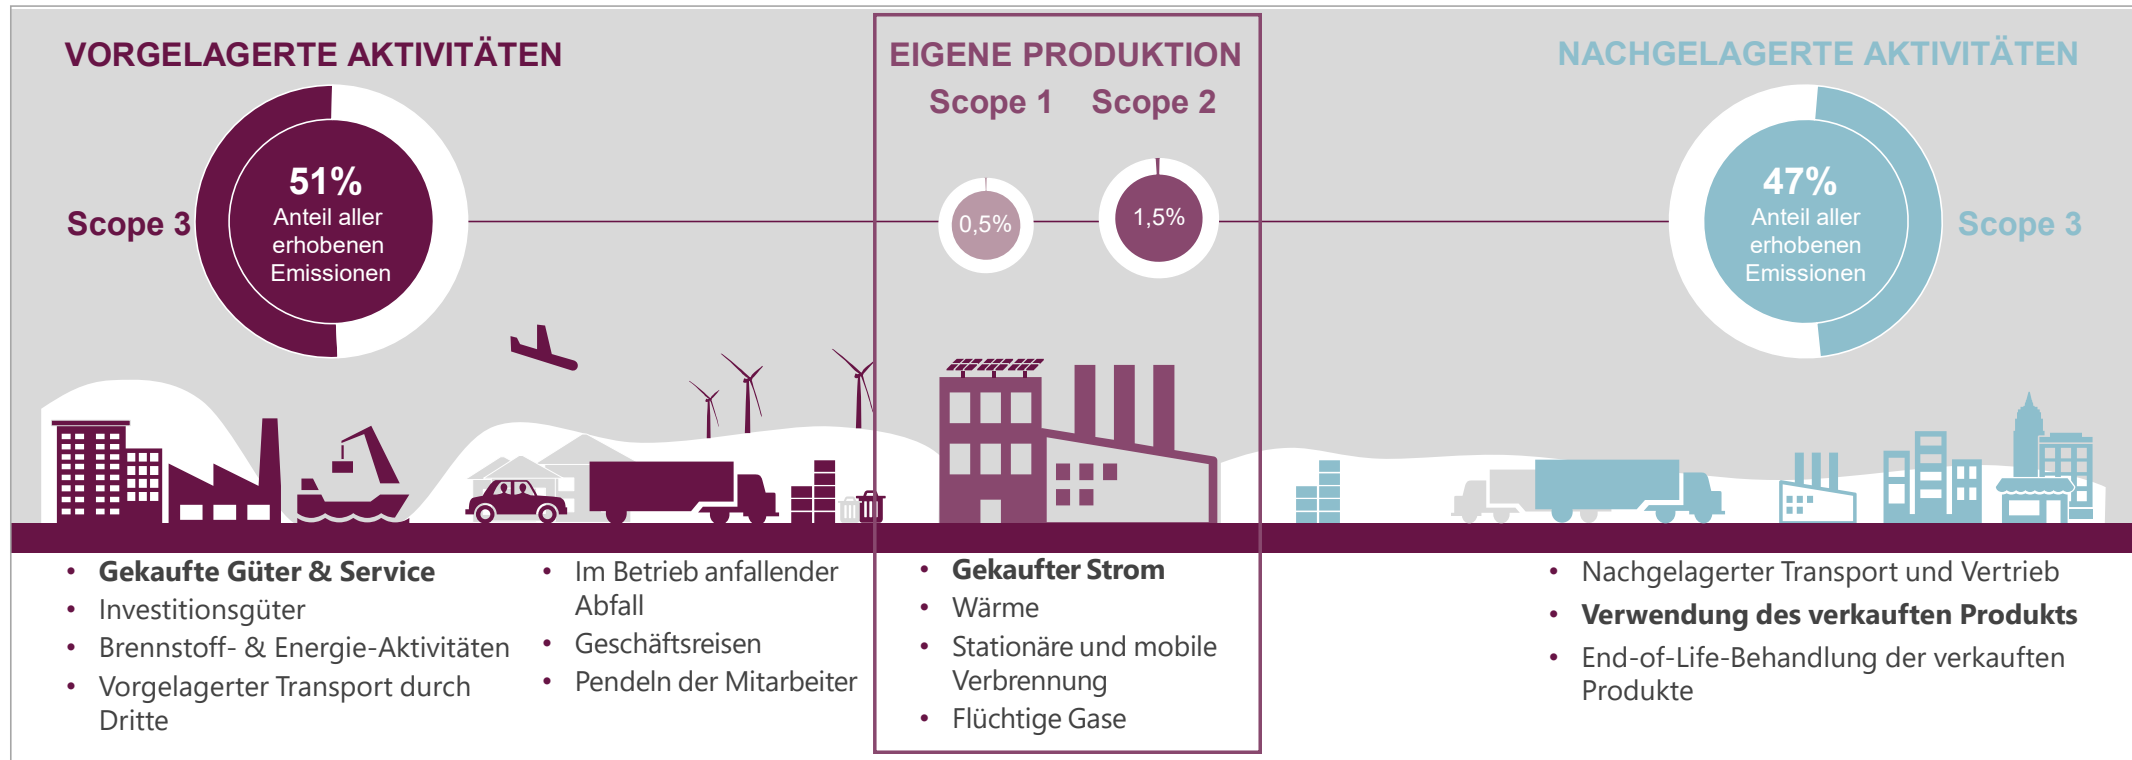 VORGELAGERTE AKTIVITÄTEN
Scope 3
51%
Anteil aller
erhobenen
Emissionen
EIGENE PRODUKTION
Scope 1 Scope 2
0,5%
1,5%
NACHGELAGERTE AKTIVITÄTEN
47%
Anteil aller
erhobenen
Emissionen
Scope 3
• Gekaufte Güter & Service
• Investitionsgüter
• Brennstoff- & Energie-Aktivitäten
• Vorgelagerter Transport durch
Dritte
• Im Betrieb anfallender
Abfall
• Geschäftsreisen
• Pendeln der Mitarbeiter
• Gekaufter Strom
• Wärme
• Stationäre und mobile
Verbrennung
• Flüchtige Gase
• Nachgelagerter Transport und Vertrieb
• Verwendung des verkauften Produkts
• End-of-Life-Behandlung der verkauften
Produkte